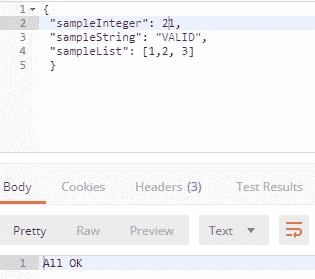 1 {
2 "sampleInteger": 21,
3 "sampleString": "VALID",
4 "sampleList": [1,2, 3]
5 }
Body Cookies Headers (3) Test Results
Pretty Raw Preview Text
1 All OK